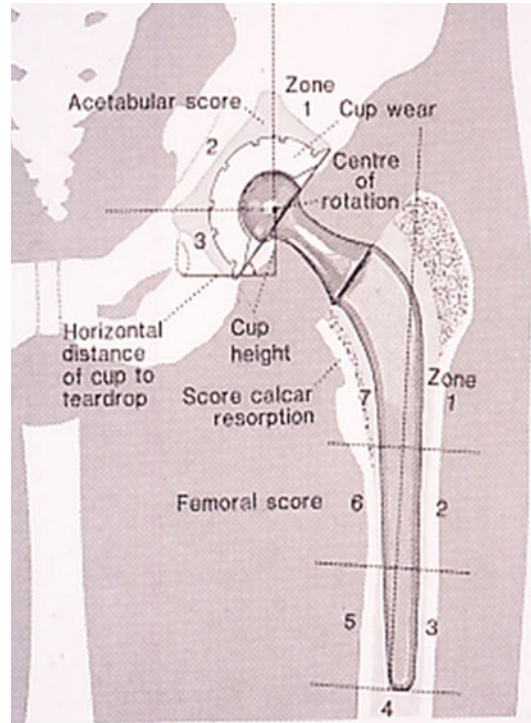 Zone
1
Acetabular score
Cup wear
2
Centre
of
rotation
3
Horizontal
distance
of cup to
teardrop
Cup
height
Score calcar
resorption
7
Zone
1
Femoral score
6
2
5
3
4